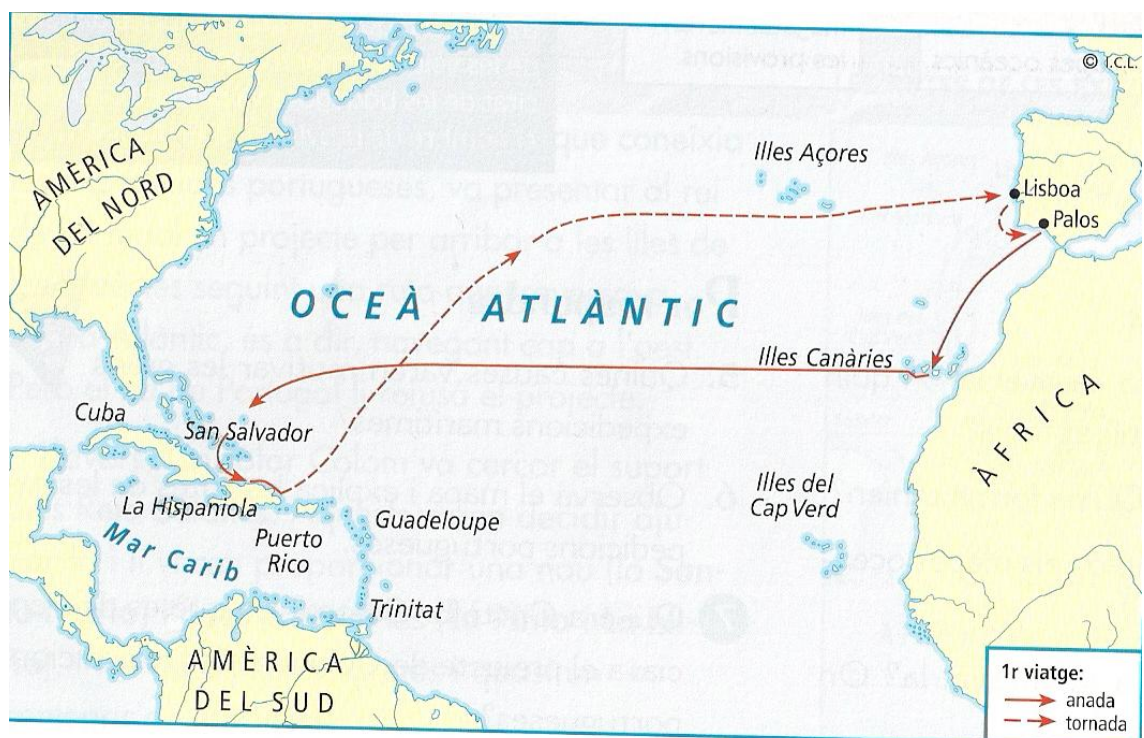 © I.C.L.
Illes Açores
Lisboa
Palos
AMÈRICA
DEL NORD
OCEÀ ATLÀNTIC
Illes Canàries
Cuba
San Salvador
ÀFRICA
La Hispaniola
Puerto
Rico
Guadeloupe
Illes del
Cap Verd
Mar Carib
Trinitat
AMÈRICA
DEL SUD
1r viatge:
anada
tornada